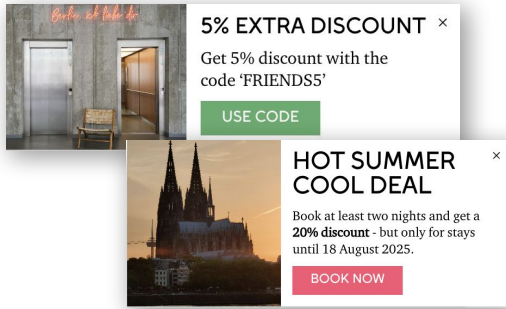 Berlin, ick liebe dir.
5% EXTRA DISCOUNT
Get 5% discount with the
code ‘FRIENDS5’
USE CODE
HOT SUMMER
COOL DEAL
Book at least two nights and get a
20% discount - but only for stays
until 18 August 2025.
BOOK NOW